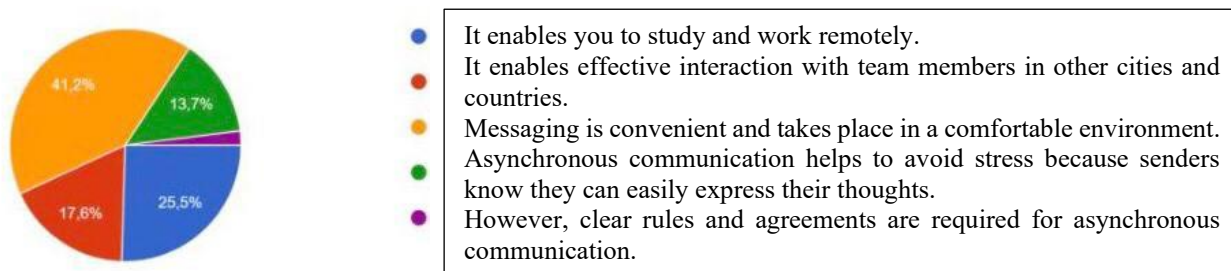 41,2%
13,7%
17,6%
25,5%
It enables you to study and work remotely.
It enables effective interaction with team members in other cities and
countries.
Messaging is convenient and takes place in a comfortable environment.
Asynchronous communication helps to avoid stress because senders
know they can easily express their thoughts.
However, clear rules and agreements are required for asynchronous
communication.